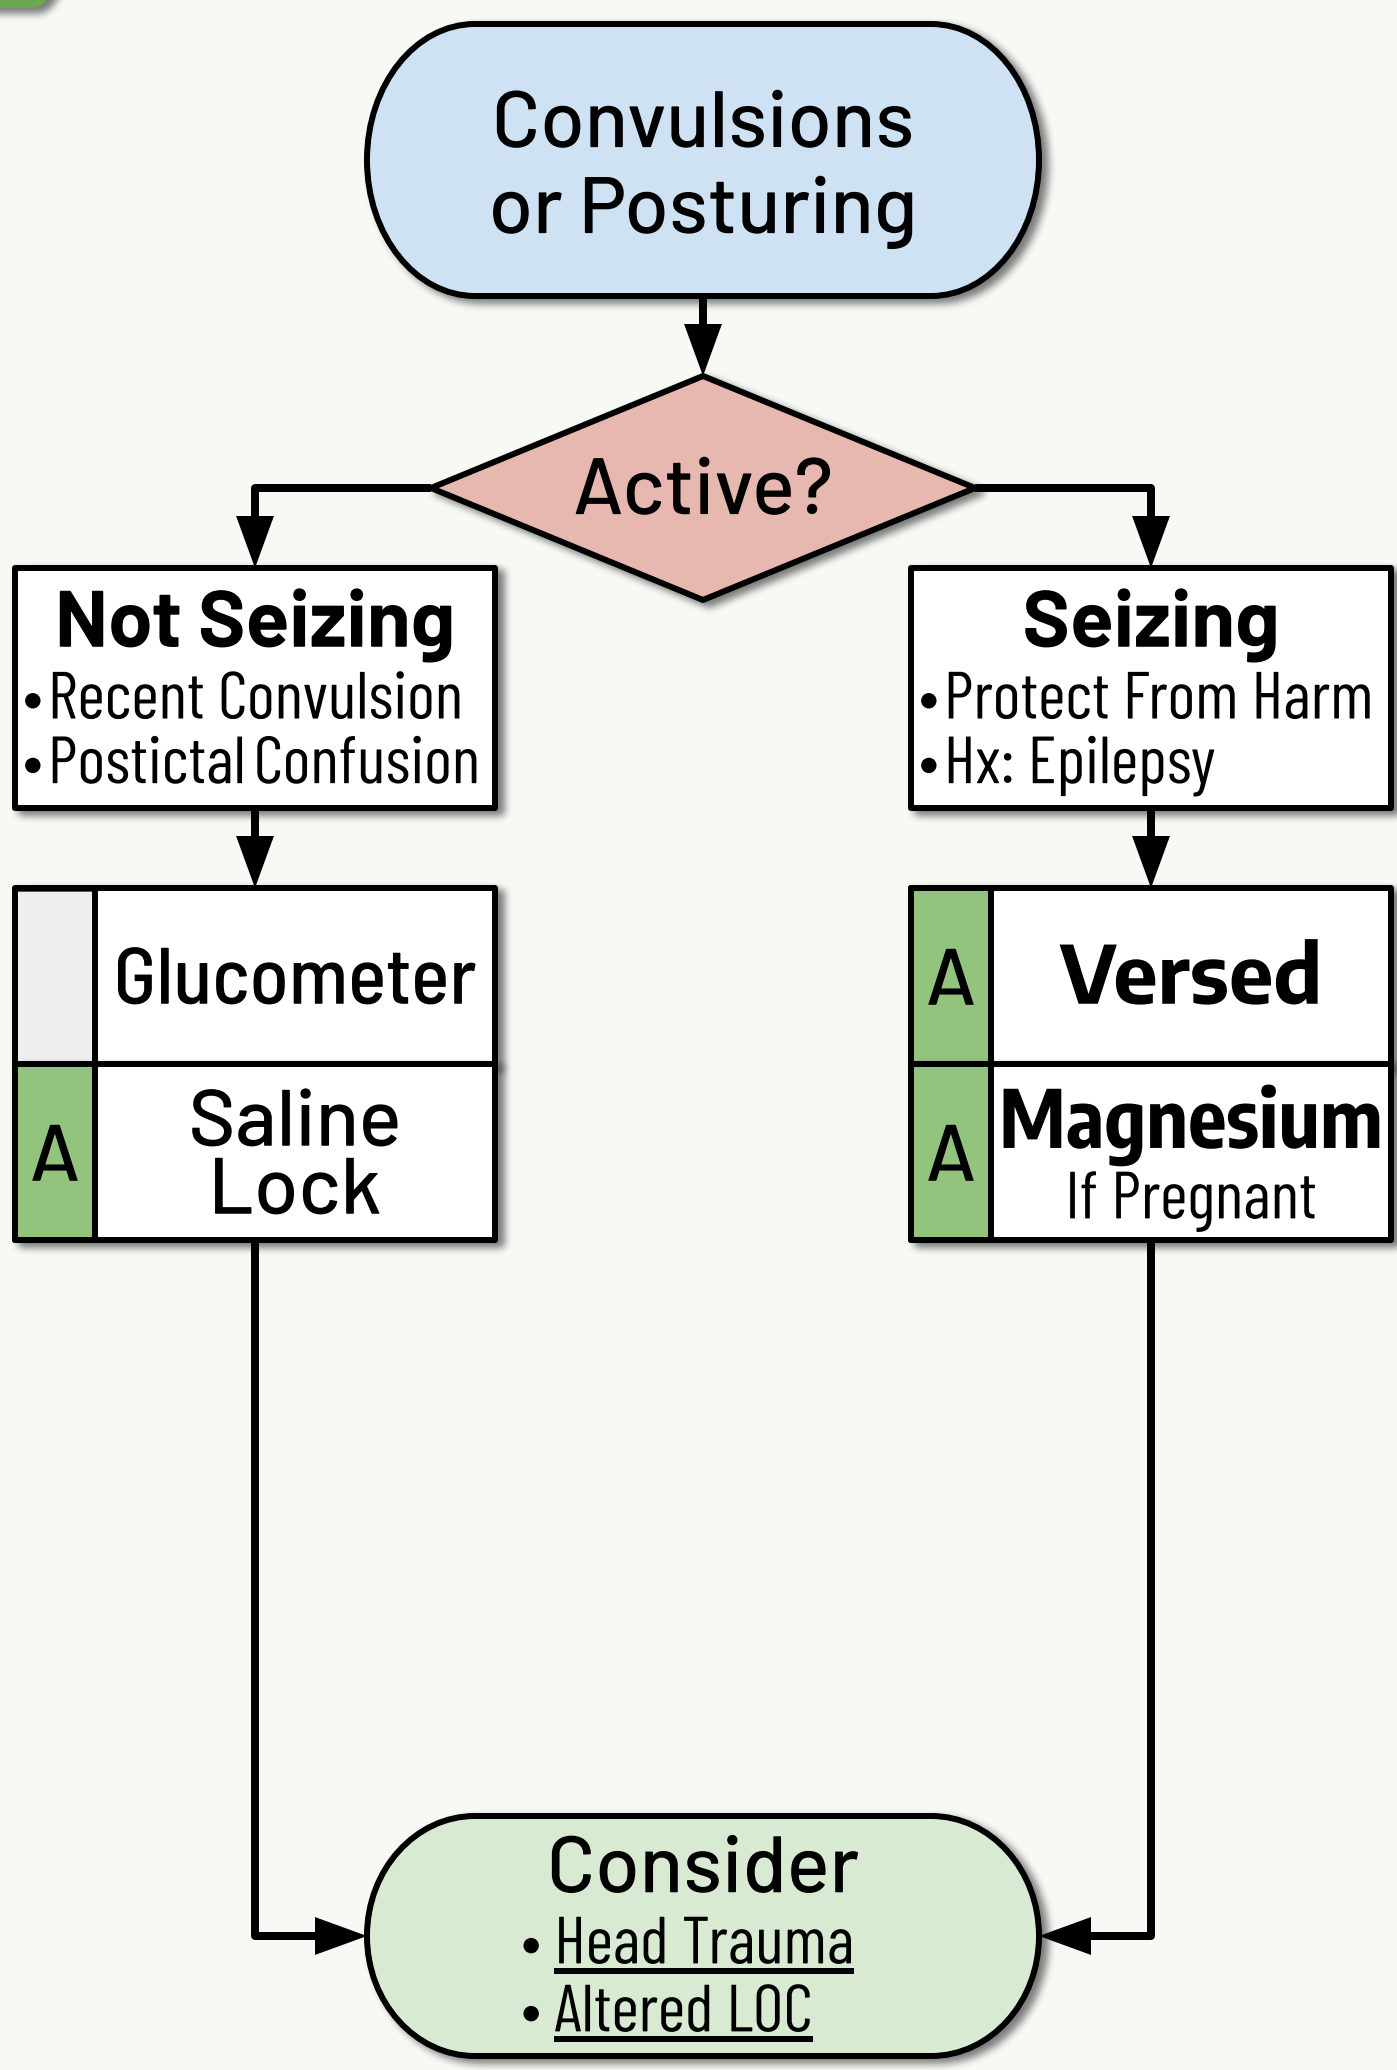 Convulsions
or Posturing
Active?
Not Seizing
• Recent Convulsion
• Postictal Confusion
Seizing
• Protect From Harm
• Hx: Epilepsy
Glucometer
A Saline
Lock
A Versed
A Magnesium
If Pregnant
Consider
• Head Trauma
• Altered LOC